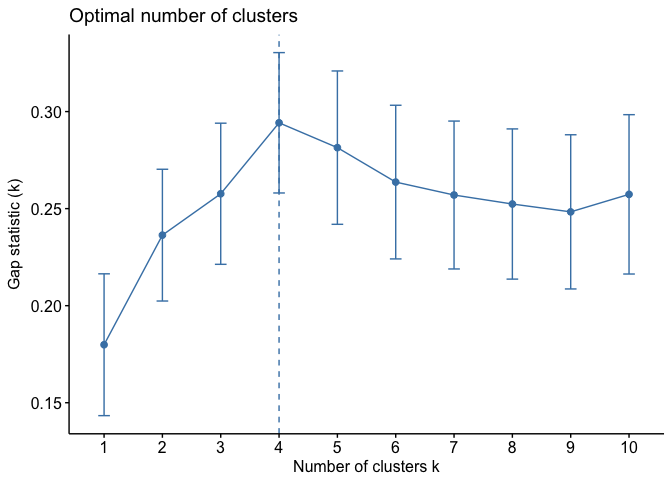 Optimal number of clusters
Gap statistic (k)
0.30
0.25
0.20
0.15
1 2 3 4 5 6 7 8 9 10
Number of clusters k